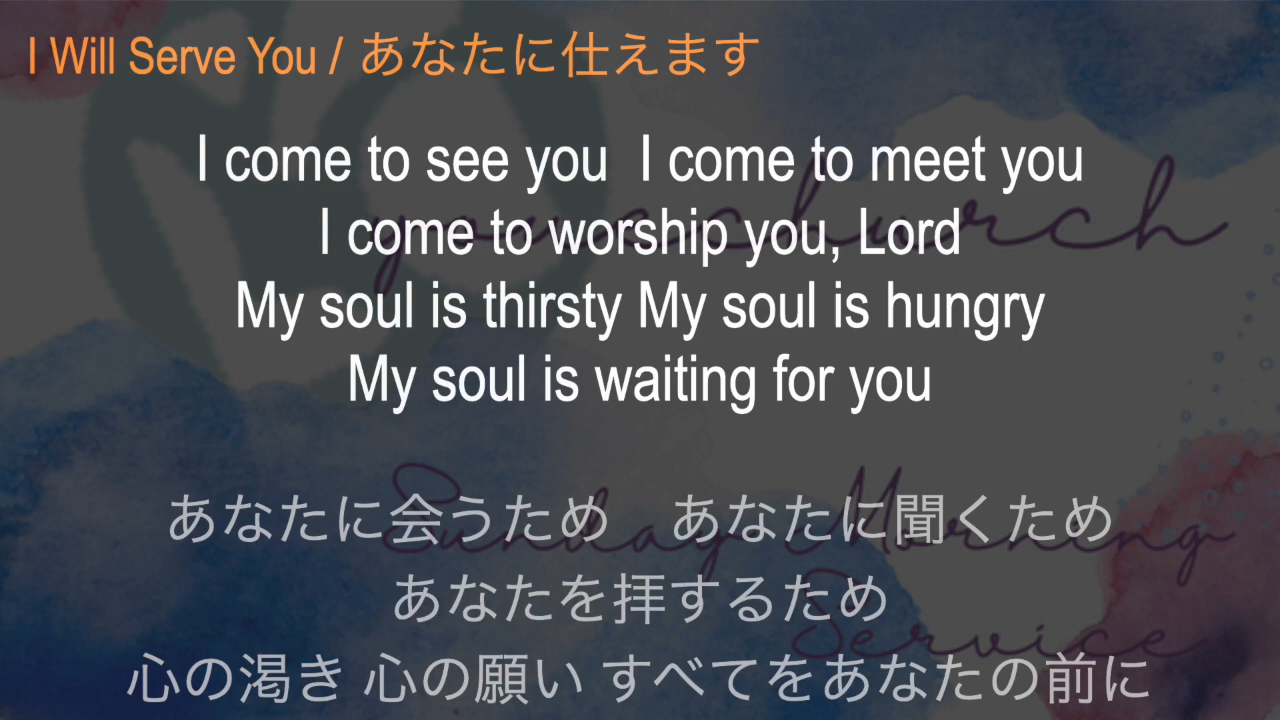 I Will Serve You / あなたに仕えます
I come to see you  I come to meet you
yourschurch
I come to worship you, Lord
My soul is thirsty My soul is hungry
My soul is waiting for you
あなたに会うため　あなたに聞くため
Sunday Morning
あなたを拝するため
Service
心の渇き 心の願い すべてをあなたの前に